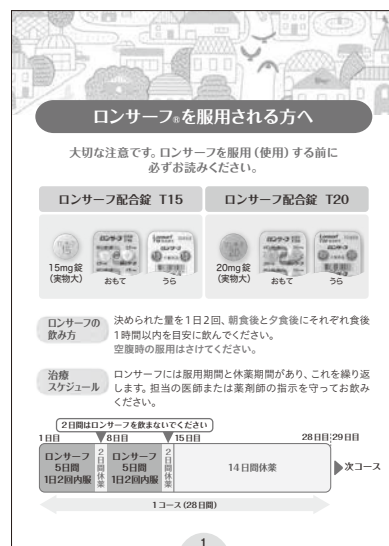 ロンサーフ®を服用される方へ
大切な注意です。ロンサーフを服用（使用）する前に
必ずお読みください。
ロンサーフ配合錠 T15
ロンサーフ配合錠 T20
15mg錠
(実物大)
おもて
うら
20mg錠
(実物大)
おもて
うら
ロンサーフの
飲み方
決められた量を1日2回、朝食後と夕食後にそれぞれ食後
1時間以内を目安に飲んでください。
空腹時の服用はさけてください。
治療
スケジュール
ロンサーフには服用期間と休薬期間があり、これを繰り返
します。担当の医師または薬剤師の指示を守ってお飲み
ください。
2日間はロンサーフを飲まないでください
1日目 ▼8日目 ▼15日目 28日目 29日目
ロンサーフ
5日間
1日2回内服
2日間休薬
ロンサーフ
5日間
1日2回内服
2日間休薬
14日間休薬
次コース
1コース（28日間）
1